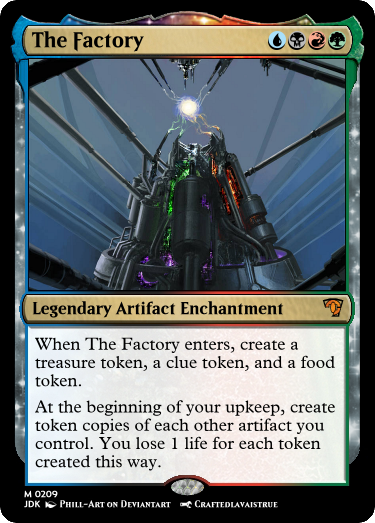 The Factory
Legendary Artifact Enchantment
When The Factory enters, create a
treasure token, a clue token, and a food
token.
At the beginning of your upkeep, create
token copies of each other artifact you
control. You lose 1 life for each token
created this way.
M 0209
JDK Phill-Art on Deviantart Craftedlavaistrue